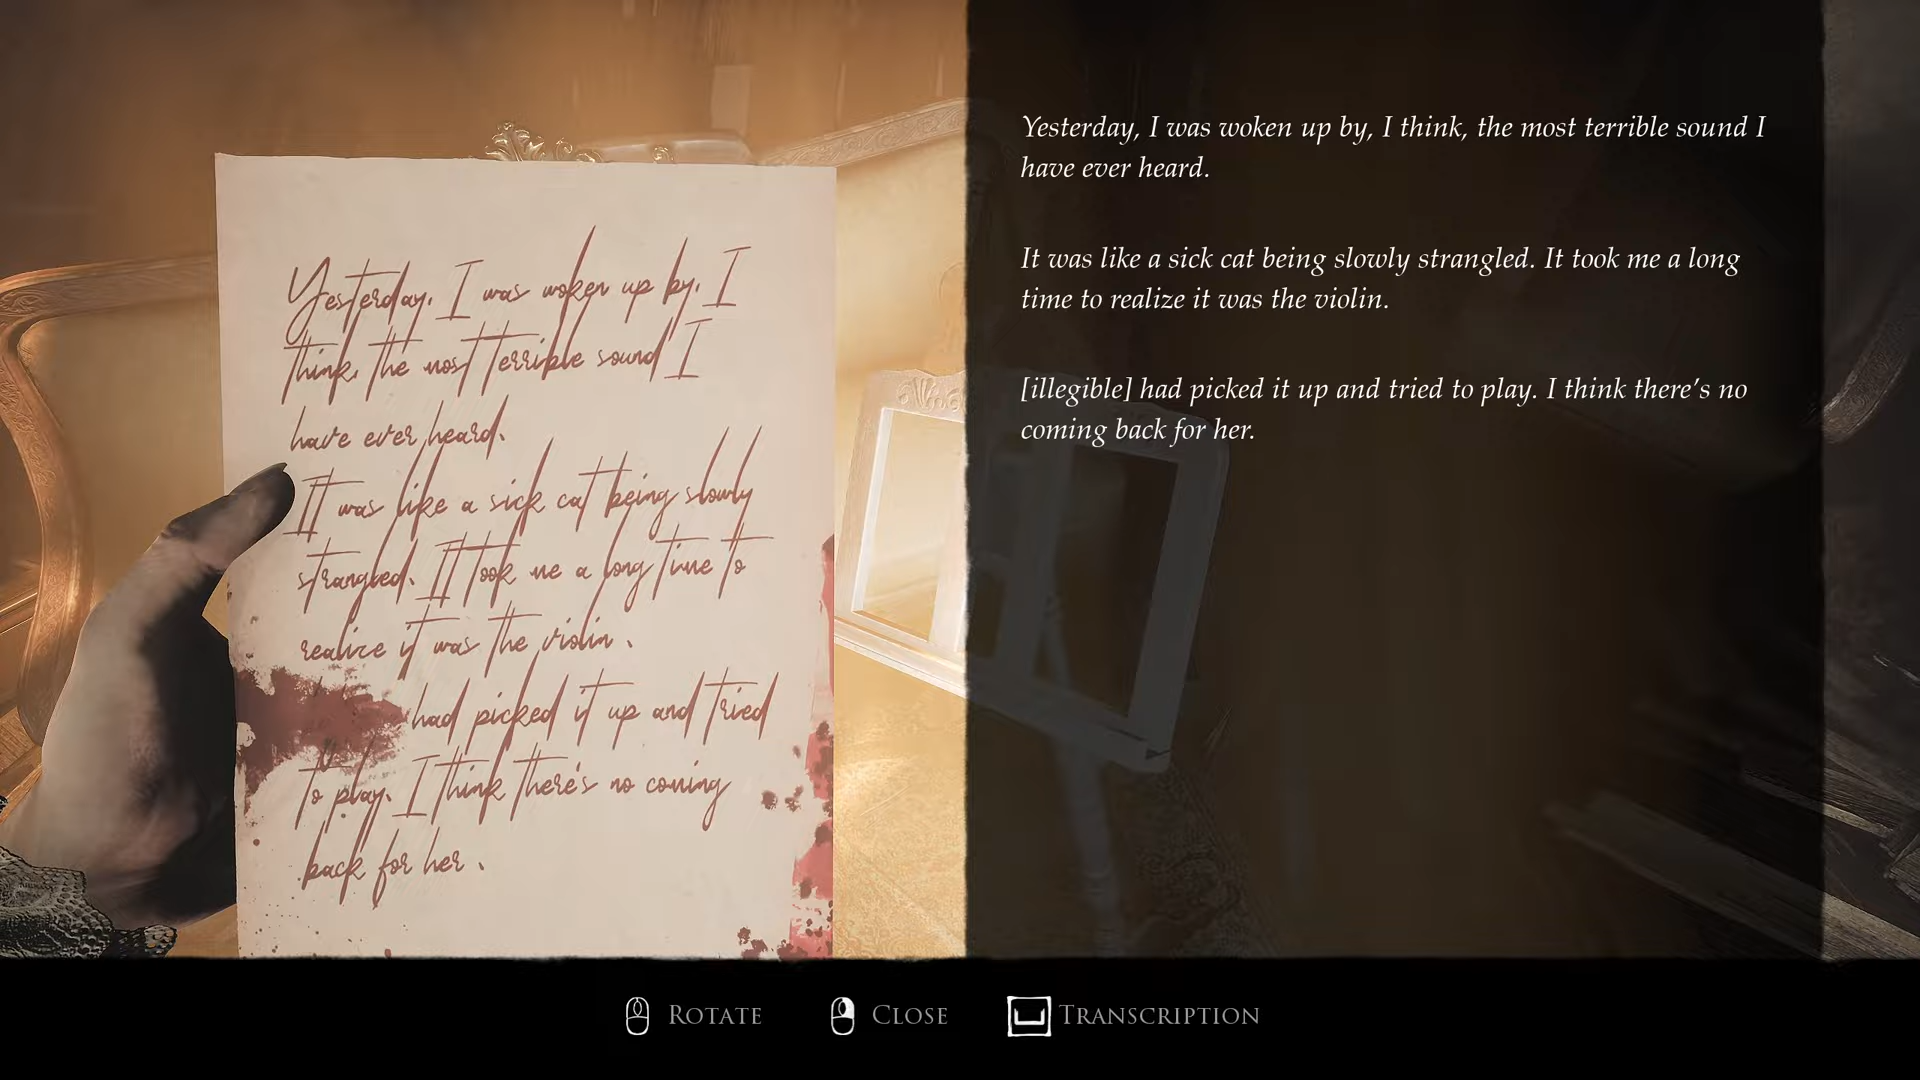 Yesterday, I was woken up by, I
think, the most terrible sound I
have ever heard.
It was like a sick cat being slowly
strangled. It took me a long time to
realize it was the violin.
had picked it up and tried
to play. I think there's no coming
back for her.
Yesterday, I was woken up by, I think, the most terrible sound I
have ever heard.
It was like a sick cat being slowly strangled. It took me a long
time to realize it was the violin.
[illegible] had picked it up and tried to play. I think there's no
coming back for her.
Rotate
Close
Transcription